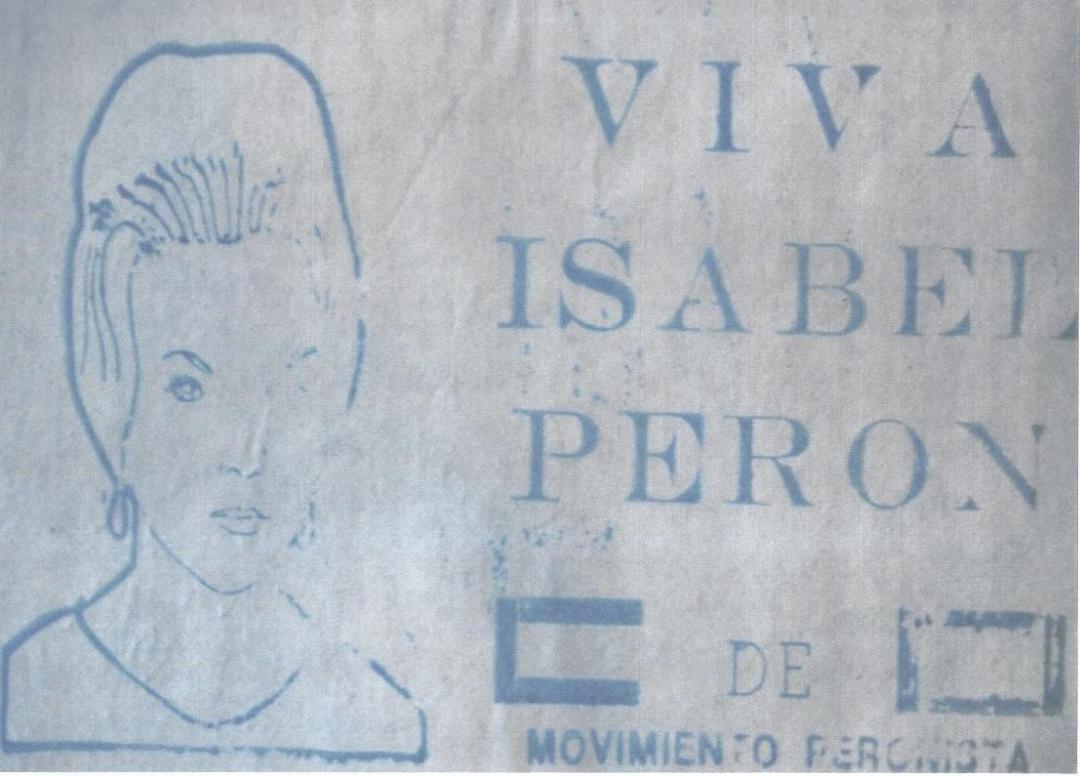 VIVA
ISABEL
PERON
DE
MOVIMIENTO PERONISTA